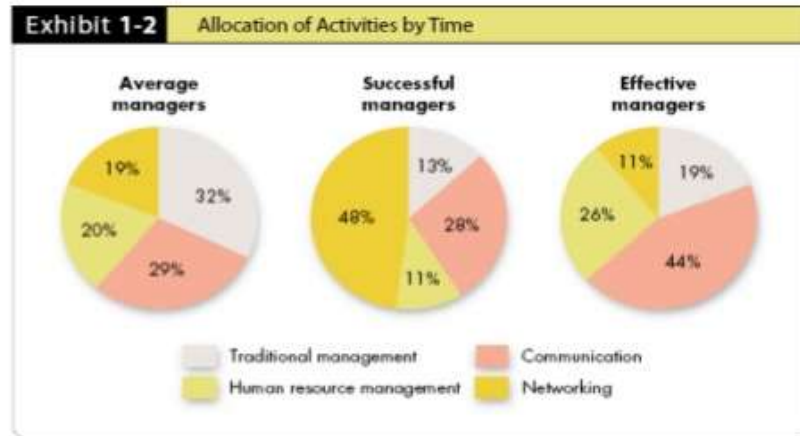 Exhibit 1-2 Allocation of Activities by Time
Average
managers
32%
29%
20%
19%
Successful
managers
13%
28%
11%
48%
Effective
managers
19%
44%
26%
11%
Traditional management
Communication
Human resource management
Networking